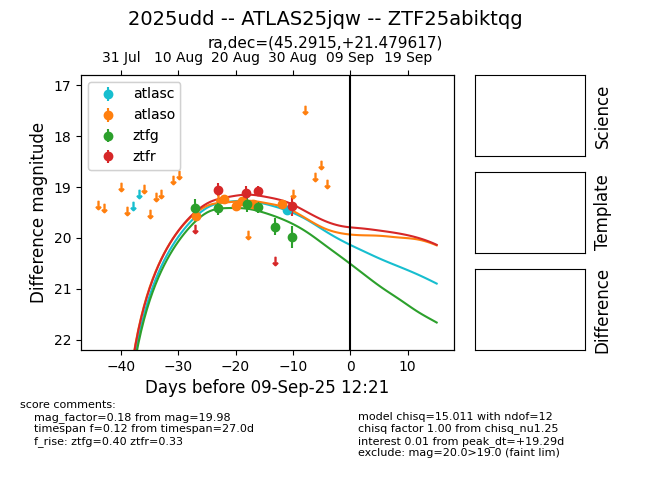 2025udd -- ATLAS25jqw -- ZTF25abiktqg
ra,dec=(45.2915,+21.479617)
31 Jul 10 Aug 20 Aug 30 Aug 09 Sep 19 Sep
17
18
19
20
21
22
Difference magnitude
atlasc
atlaso
ztfg
ztfr
−40 −30 −20 −10 0 10
Days before 09-Sep-25 12:21
Science
Template
Difference
score comments:
mag_factor=0.18 from mag=19.98
timespan f=0.12 from timespan=27.0d
f_rise: ztfg=0.40 ztfr=0.33
model chisq=15.011 with ndof=12
chisq factor 1.00 from chisq_nu1.25
interest 0.01 from peak_dt=+19.29d
exclude: mag=20.0>19.0 (faint lim)